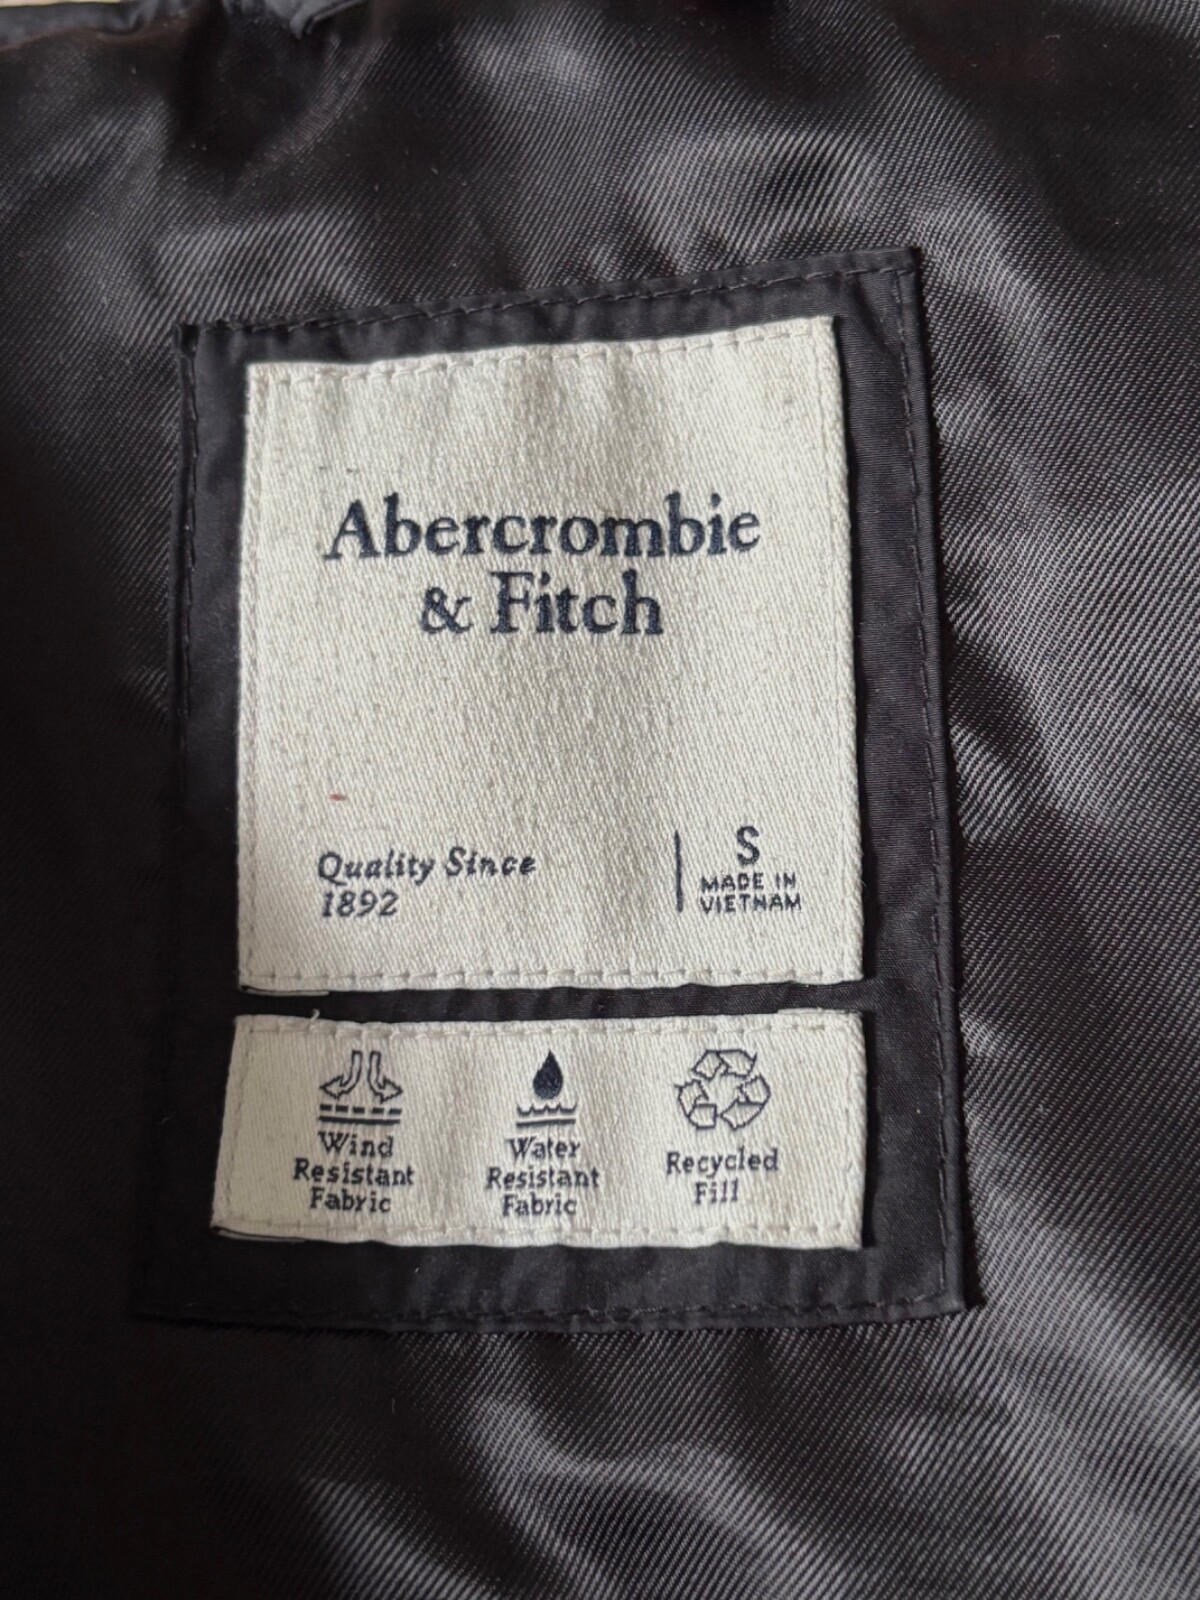 Abercrombie
& Fitch
Quality Since
1892
S
MADE IN
VIETNAM
Wind
Resistant
Fabric
Water
Resistant
Fabric
Recycled
Fill